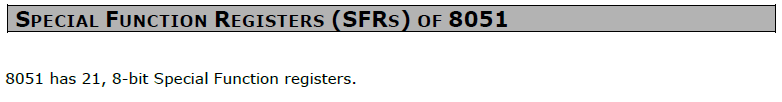 SPECIAL FUNCTION REGISTERS (SFRS) OF 8051
8051 has 21, 8-bit Special Function registers.